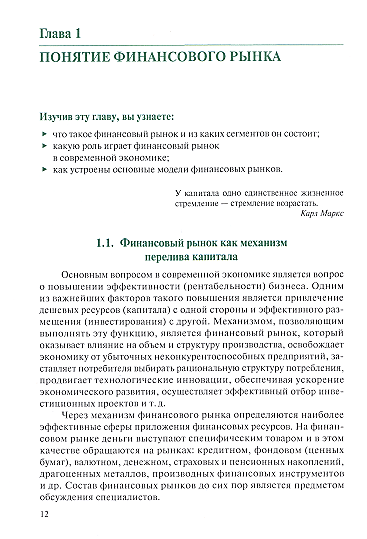 Глава 1
ПОНЯТИЕ ФИНАНСОВОГО РЫНКА
Изучив эту главу, вы узнаете:
► что такое финансовый рынок и из каких сегментов он состоит;
► какую роль играет финансовый рынок
в современной экономике;
► как устроены основные модели финансовых рынков.
У капитала одно единственное жизненное
стремление — стремление возрастать.
Карл Маркс
1.1. Финансовый рынок как механизм
перелива капитала
Основным вопросом в современной экономике является вопрос
о повышении эффективности (рентабельности) бизнеса. Одним
из важнейших факторов такого повышения является привлечение
дешевых ресурсов (капитала) с одной стороны и эффективного раз-
мещения (инвестирования) с другой. Механизмом, позволяющим
выполнять эту функцию, является финансовый рынок, который
оказывает влияние на объем и структуру производства, освобождает
экономику от убыточных неконкурентоспособных предприятий, за-
ставляет потребителя выбирать рациональную структуру потребления,
продвигает технологические инновации, обеспечивая ускорение
экономического развития, осуществляет эффективный отбор инве-
стиционных проектов и т. д.
Через механизм финансового рынка определяются наиболее
эффективные сферы приложения финансовых ресурсов. На финан-
совом рынке деньги выступают специфическим товаром и в этом
качестве обращаются на рынках: кредитном, фондовом (ценных
бумаг), валютном, денежном, страховых и пенсионных накоплений,
драгоценных металлов, производных финансовых инструментов
и др. Состав финансовых рынков до сих пор является предметом
обсуждения специалистов.
12